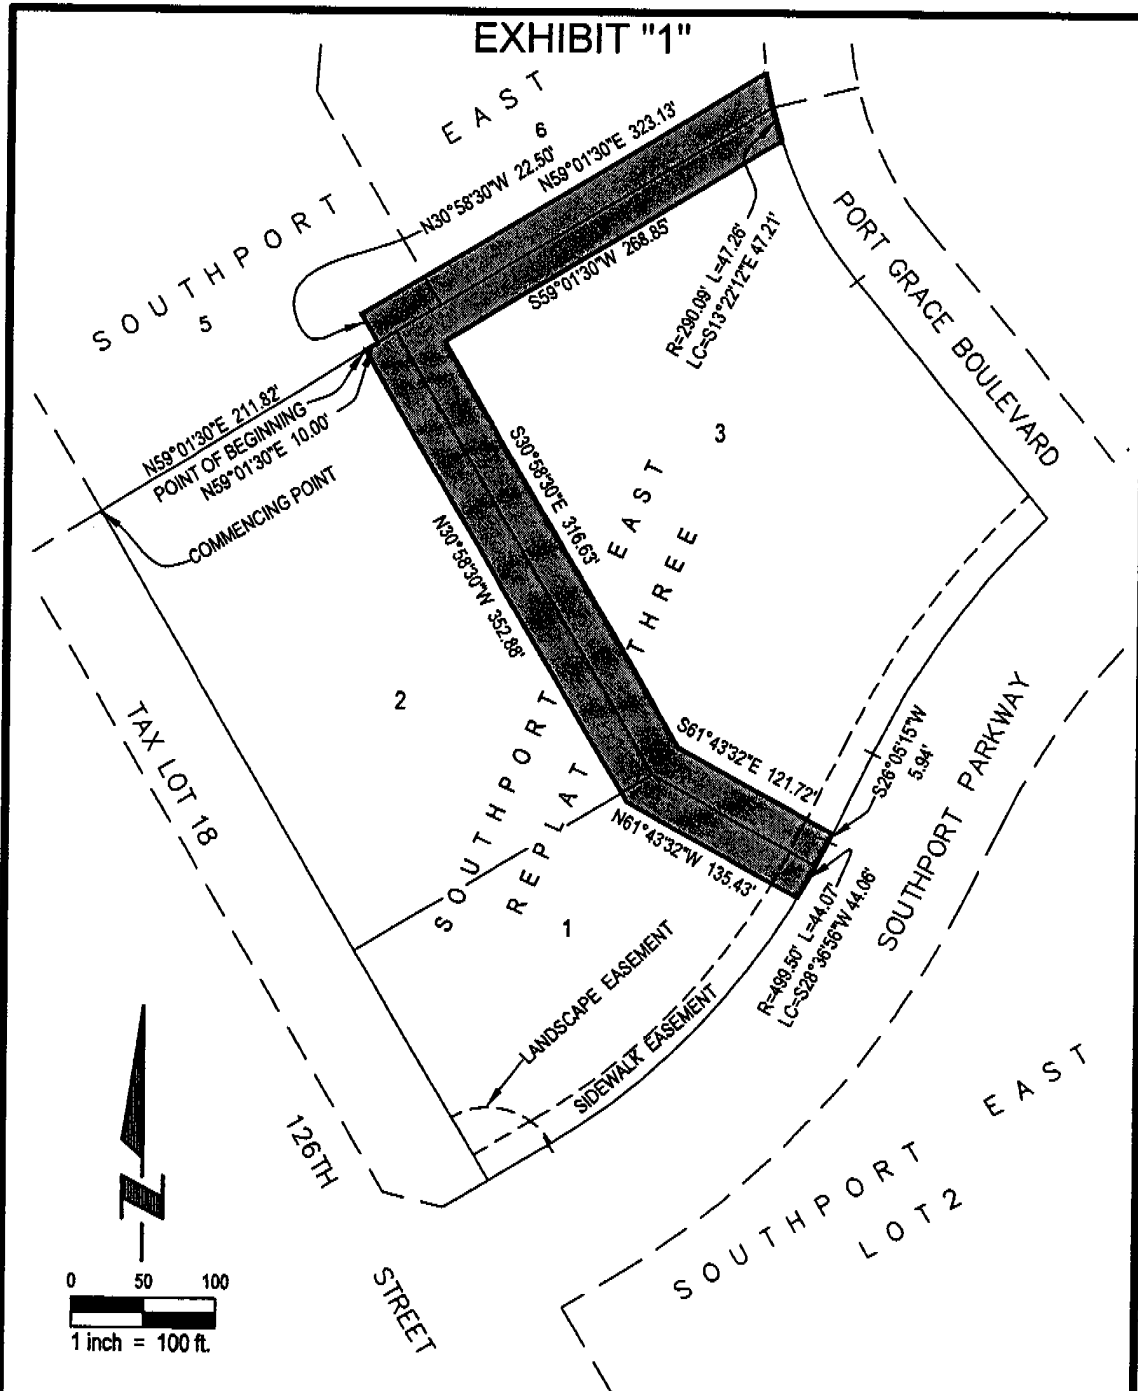 EXHIBIT "1"
SOUTHPORT EAST
6
5
N30°58'30"W 22.50'
N59°01'30"E 323.13'
S59°01'30"W 268.85'
R=290.09' L=47.26'
LC=S13°22'12"E 47.21'
PORT GRACE BOULEVARD
N59°01'30"E 211.82'
POINT OF BEGINNING
N59°01'30"E 10.00'
COMMENCING POINT
3
S30°58'30"E 316.63'
N30°58'30"W 352.88'
SOUTHPORT EAST
REPLAT THREE
2
TAX LOT 18
S61°43'32"E 121.72'
S26°05'15"W
5.94'
SOUTHPORT PARKWAY
N61°43'32"W 135.43'
R=499.50' L=44.07'
LC=S28°36'56"W 44.06'
1
LANDSCAPE EASEMENT
SIDEWALK EASEMENT
126TH
STREET
SOUTHPORT EAST
LOT 2
N
0 50 100
1 inch = 100 ft.